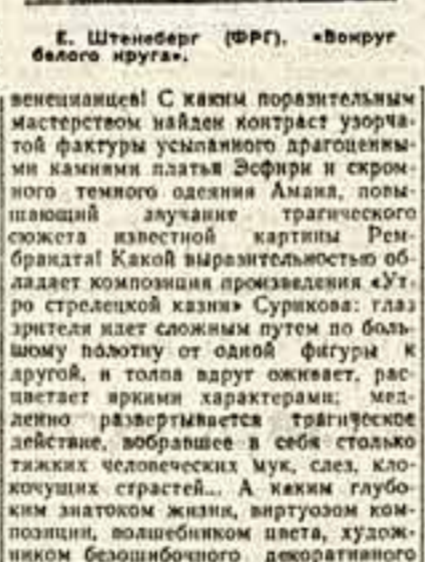 Е. Штенеберг (ФРГ). «Вокруг
белого круга».
венецианцев! С каким поразительным
мастерством найден контраст узорча-
той фактуры усыпанного драгоценны-
ми камнями платья Эсфири и скром-
ного темного одеяния Амана, повы-
шающий звучание трагического
сюжета известной картины Рем-
брандта! Какой выразительностью об-
ладает композиция произведения «Ут-
ро стрелецкой казни» Сурикова: глаз
зрителя идет сложным путем по боль-
шому полотну от одной фигуры к
другой, и толпа вдруг оживает, рас-
цветает яркими характерами; мед-
ленно развертывается трагическое
действие, вобравшее в себя столько
тяжких человеческих мук, слез, кло-
кочущих страстей... А каким глубо-
ким знатоком жизни, виртуозом ком-
позиции, волшебником цвета, худож-
ником безошибочного декоративного